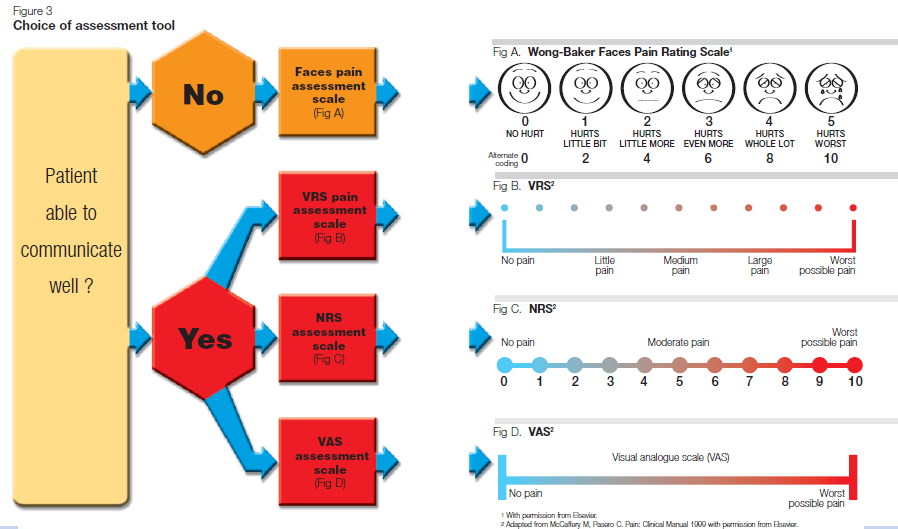 Figure 3
Choice of assessment tool
Patient
able to
communicate
well ?
No
Faces pain
assessment
scale
(Fig A)
Yes
VRS pain
assessment
scale
(Fig B)
NRS
assessment
scale
(Fig C)
VAS
assessment
scale
(Fig D)
Fig A. Wong-Baker Faces Pain Rating Scale¹
0 1 2 3 4 5
NO HURT HURTS LITTLE BIT HURTS LITTLE MORE HURTS EVEN MORE HURTS WHOLE LOT HURTS WORST
Alternate coding 0 2 4 6 8 10
Fig B. VRS²
No pain Little pain Medium pain Large pain Worst possible pain
Fig C. NRS²
No pain Moderate pain Worst possible pain
0 1 2 3 4 5 6 7 8 9 10
Fig D. VAS²
Visual analogue scale (VAS)
No pain Worst possible pain
¹ With permission from Elsevier.
² Adapted from McCaffery M, Pasero C. Pain: Clinical Manual 1999 with permission from Elsevier.